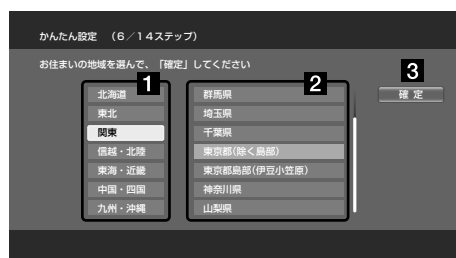 かんたん設定 （6／14ステップ）
お住まいの地域を選んで、「確定」してください
1
北海道
東北
関東
信越・北陸
東海・近畿
中国・四国
九州・沖縄
2
群馬県
埼玉県
千葉県
東京都(除く島部)
東京都島部(伊豆小笠原）
神奈川県
山梨県
3
確 定